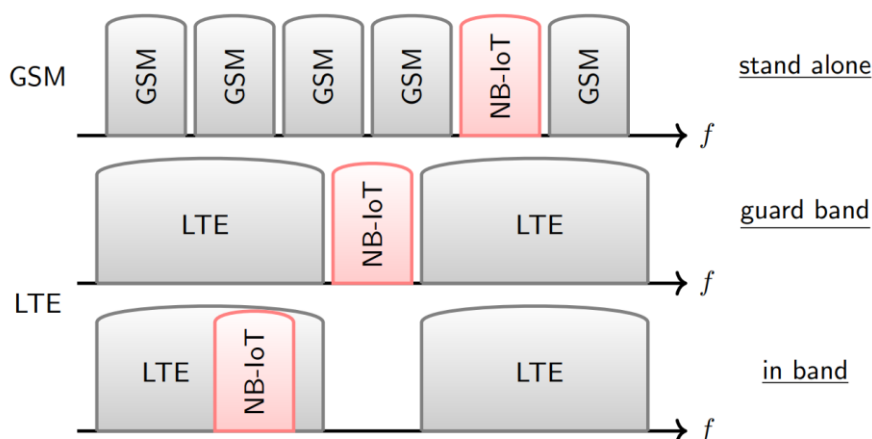 GSM GSM GSM GSM GSM NB-IoT GSM stand alone
f
LTE NB-IoT LTE guard band
f
LTE
LTE NB-IoT LTE in band
f